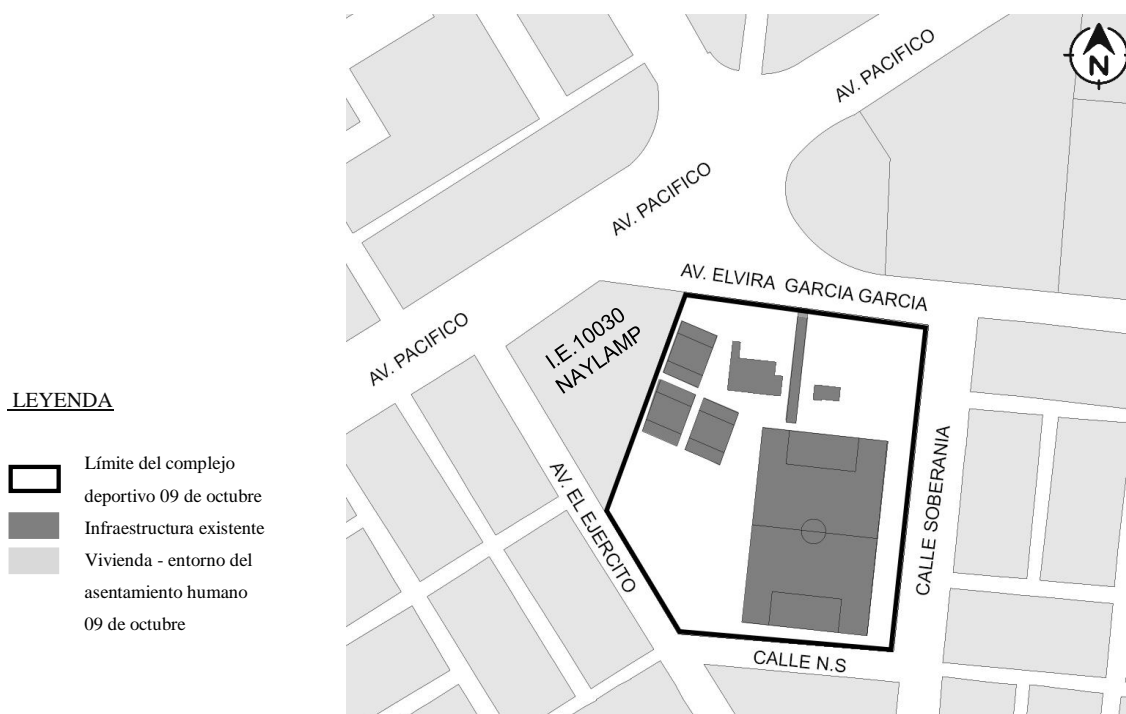 AV. PACIFICO
N
AV. PACIFICO
AV. ELVIRA GARCIA GARCIA
I.E.10030
NAYLAMP
AV. PACIFICO
AV. EL EJERCITO
CALLE SOBERANIA
CALLE N.S
LEYENDA
Límite del complejo
deportivo 09 de octubre
Infraestructura existente
Vivienda - entorno del
asentamiento humano
09 de octubre